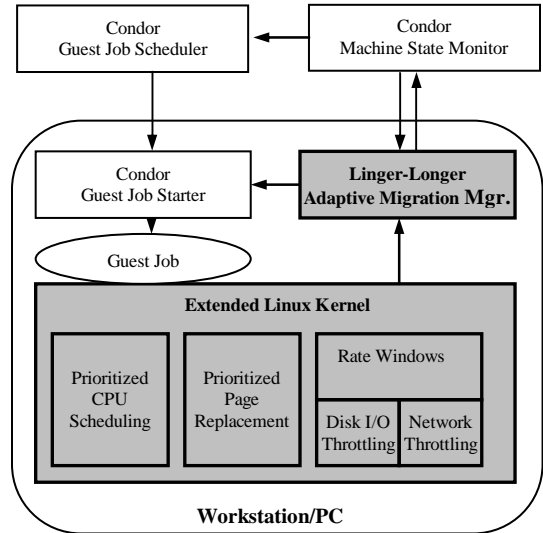 Condor
Guest Job Scheduler
Condor
Machine State Monitor
Condor
Guest Job Starter
Linger-Longer
Adaptive Migration Mgr.
Guest Job
Extended Linux Kernel
Prioritized
CPU
Scheduling
Prioritized
Page
Replacement
Rate Windows
Disk I/O
Throttling
Network
Throttling
Workstation/PC